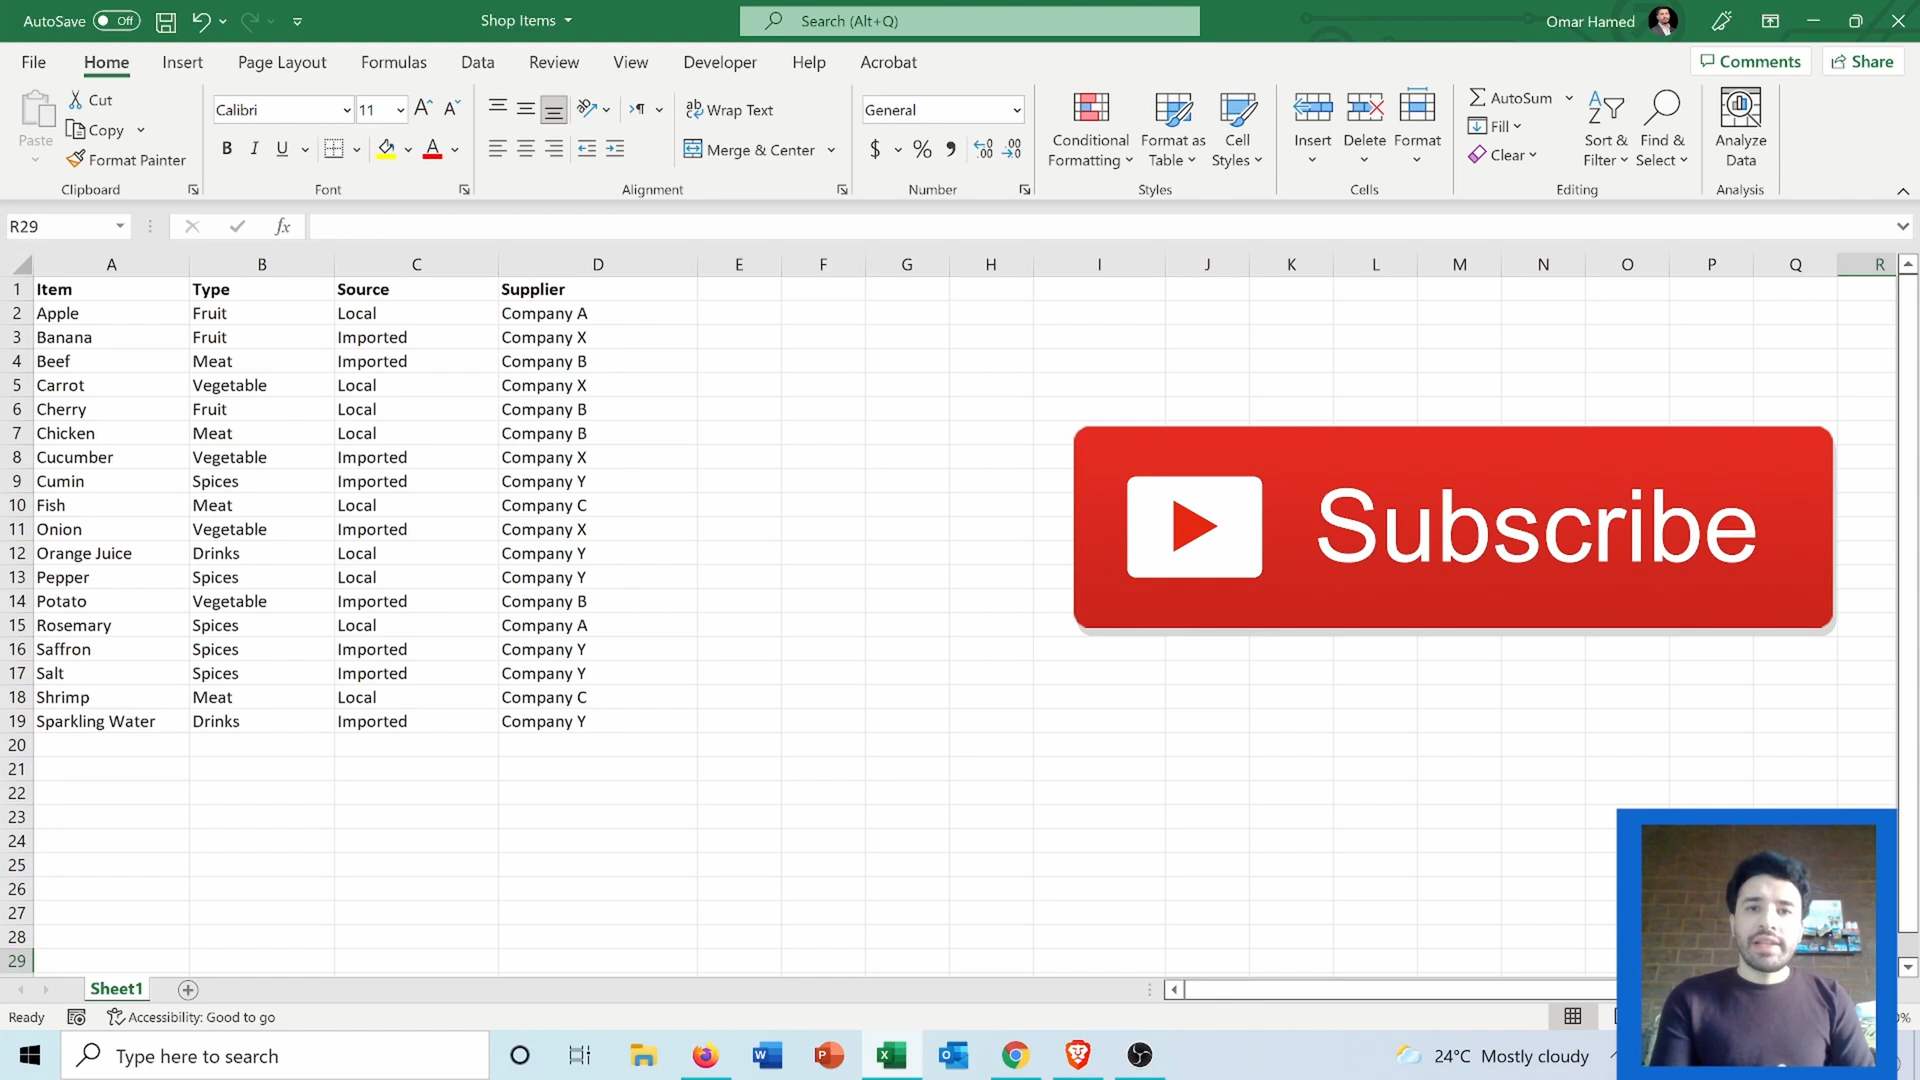 AutoSave Off Shop Items Search (Alt+Q) Omar Hamed
File Home Insert Page Layout Formulas Data Review View Developer Help Acrobat Comments Share
Paste Cut Copy Format Painter Clipboard
Calibri 11 B I U A Font
Wrap Text Merge & Center Alignment
General $ % Number
Conditional Formatting Format as Table Cell Styles Styles
Insert Delete Format Cells
AutoSum Fill Clear Sort & Filter Find & Select Editing
Analyze Data Analysis
R29 fx
A B C D E F G H I J K L M N O P Q R
1 Item Type Source Supplier
2 Apple Fruit Local Company A
3 Banana Fruit Imported Company X
4 Beef Meat Imported Company B
5 Carrot Vegetable Local Company X
6 Cherry Fruit Local Company B
7 Chicken Meat Local Company B
8 Cucumber Vegetable Imported Company X
9 Cumin Spices Imported Company Y
10 Fish Meat Local Company C
11 Onion Vegetable Imported Company X
12 Orange Juice Drinks Local Company Y
13 Pepper Spices Local Company Y
14 Potato Vegetable Imported Company B
15 Rosemary Spices Local Company A
16 Saffron Spices Imported Company Y
17 Salt Spices Imported Company Y
18 Shrimp Meat Local Company C
19 Sparkling Water Drinks Imported Company Y
20
21
22
23
24
25
26
27
28
29
Subscribe
Sheet1
Ready Accessibility: Good to go
Type here to search 24°C Mostly cloudy